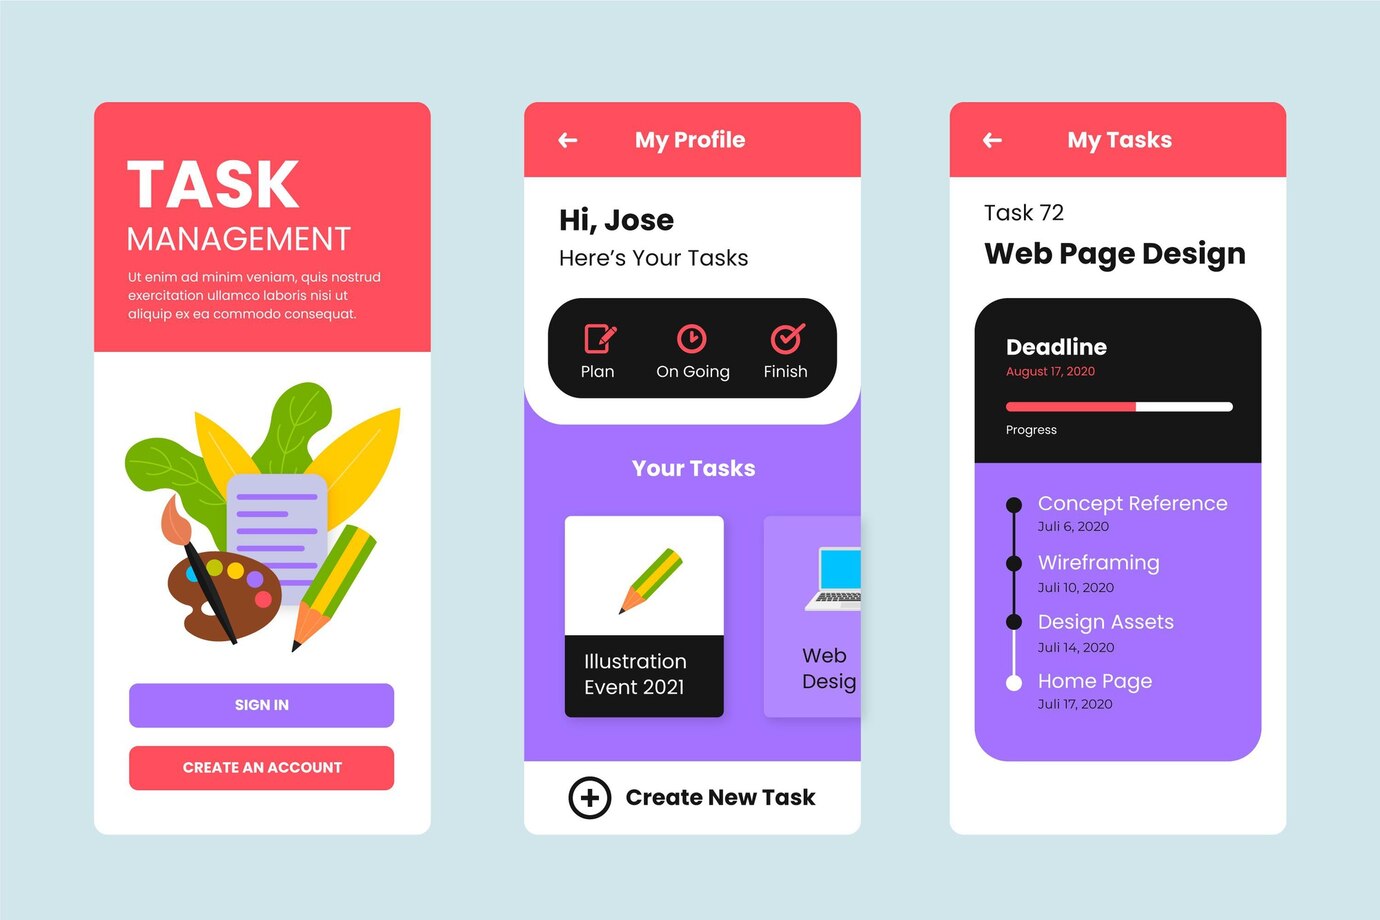 TASK
MANAGEMENT
Ut enim ad minim veniam, quis nostrud
exercitation ullamco laboris nisi ut
aliquip ex ea commodo consequat.
SIGN IN
CREATE AN ACCOUNT
My Profile
Hi, Jose
Here's Your Tasks
Plan
On Going
Finish
Your Tasks
Illustration
Event 2021
Web
Desig
Create New Task
My Tasks
Task 72
Web Page Design
Deadline
August 17, 2020
Progress
Concept Reference
Juli 6, 2020
Wireframing
Juli 10, 2020
Design Assets
Juli 14, 2020
Home Page
Juli 17, 2020